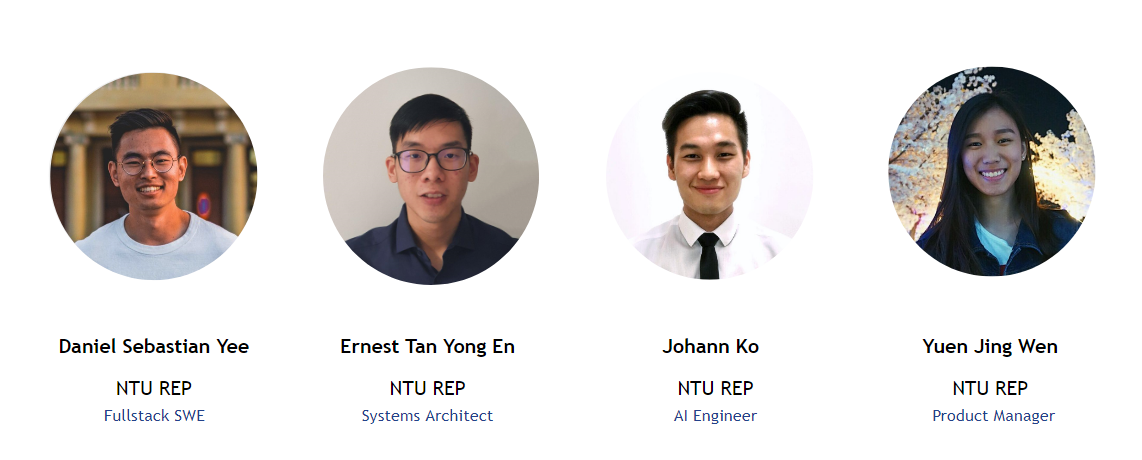 Daniel Sebastian Yee
Ernest Tan Yong En
Johann Ko
Yuen Jing Wen
NTU REP
NTU REP
NTU REP
NTU REP
Fullstack SWE
Systems Architect
AI Engineer
Product Manager